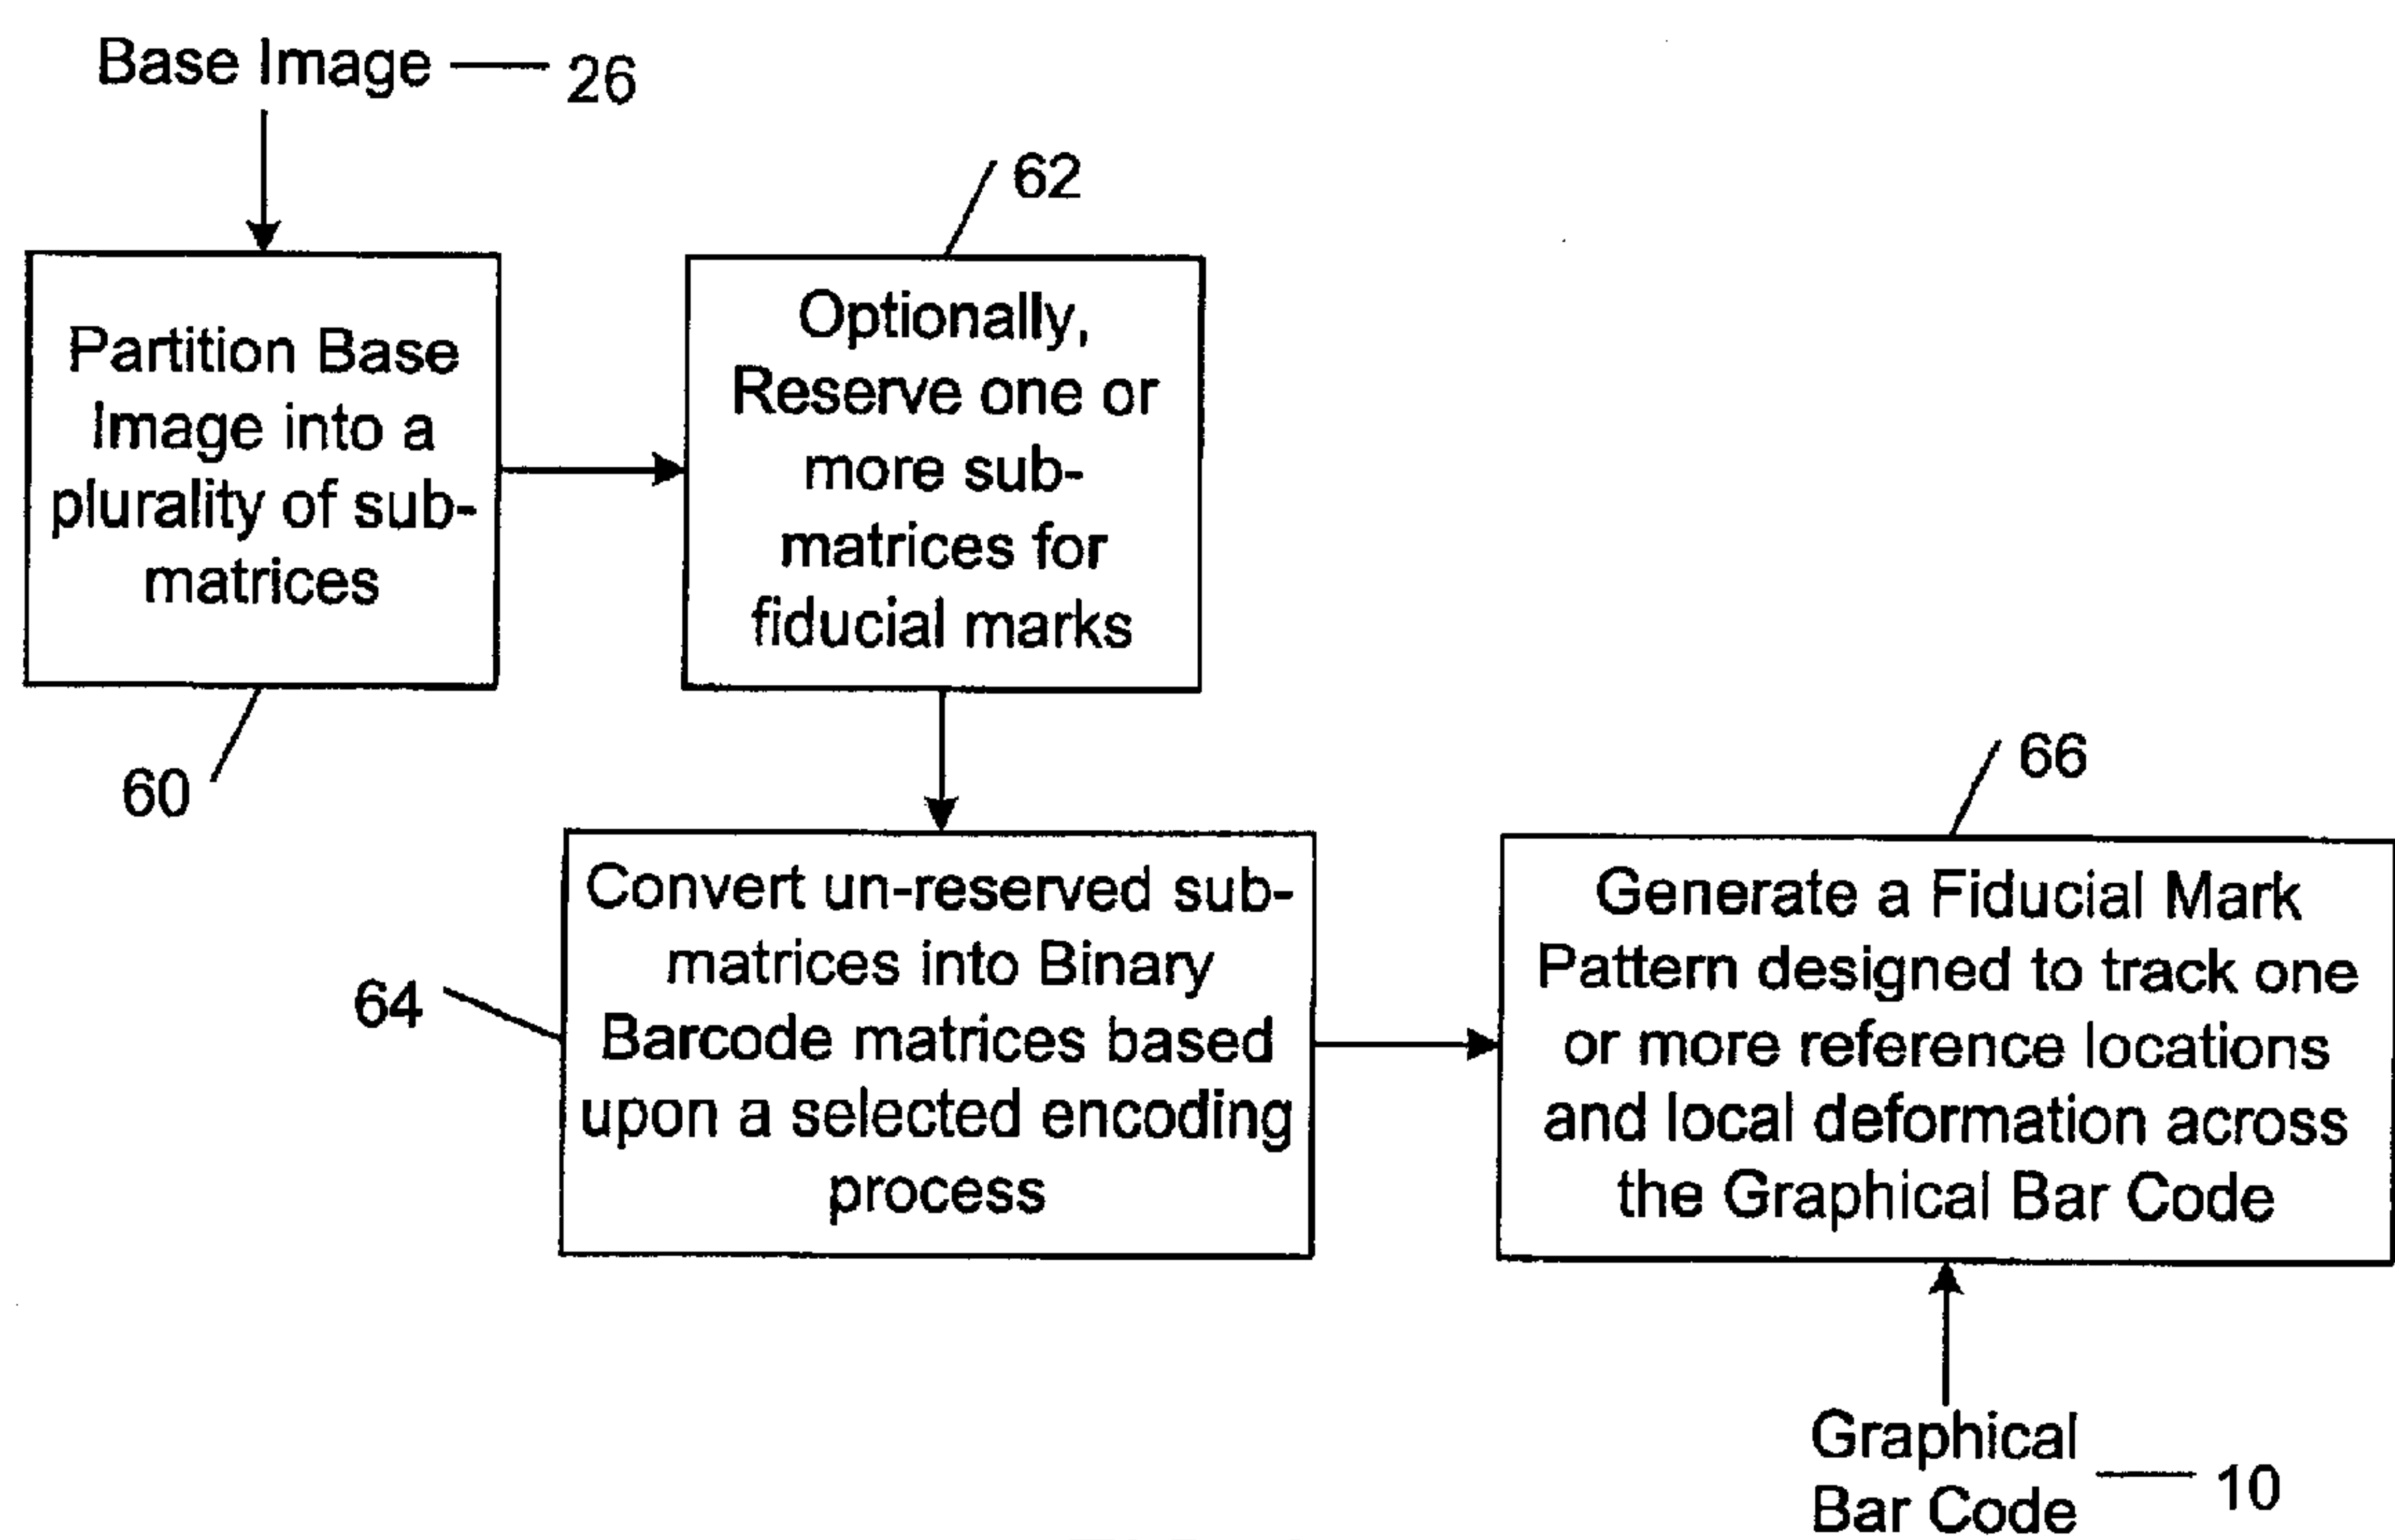 Base Image
26
62
Partition Base
Image into a
plurality of sub-
matrices
60
Optionally,
Reserve one or
more sub-
matrices for
fiducial marks
64
Convert un-reserved sub-
matrices into Binary
Barcode matrices based
upon a selected encoding
process
66
Generate a Fiducial Mark
Pattern designed to track one
or more reference locations
and local deformation across
the Graphical Bar Code
Graphical
Bar Code
10